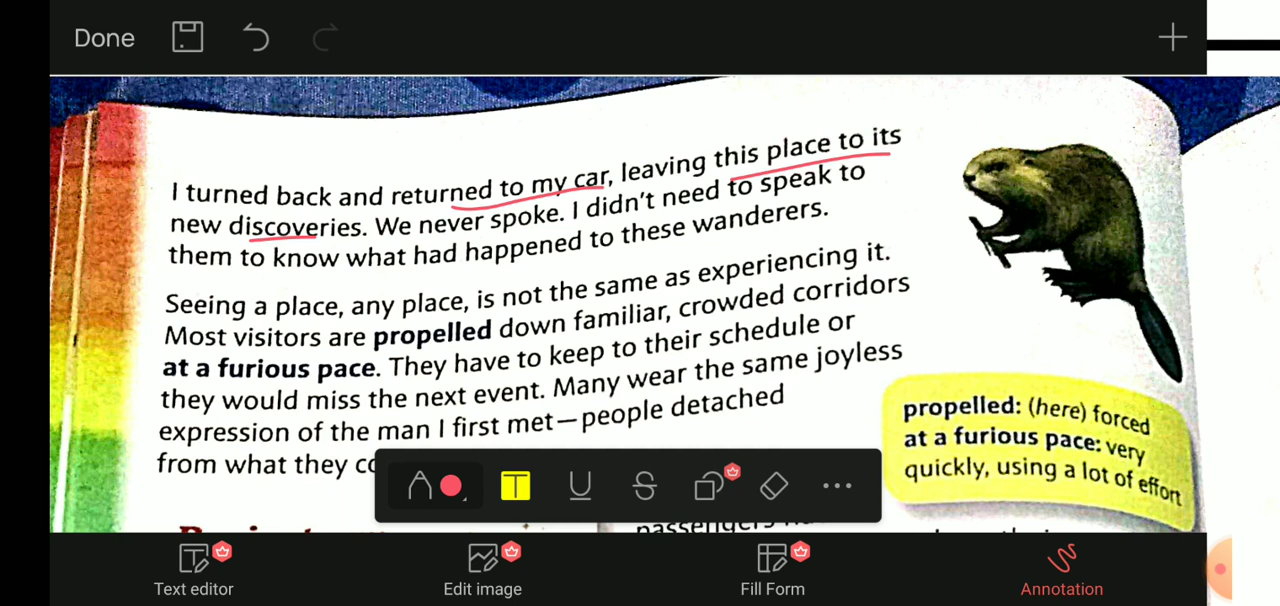 Done
I turned back and returned to my car, leaving this place to its
new discoveries. We never spoke. I didn't need to speak to
them to know what had happened to these wanderers.
Seeing a place, any place, is not the same as experiencing it.
Most visitors are propelled down familiar, crowded corridors
at a furious pace. They have to keep to their schedule or
they would miss the next event. Many wear the same joyless
expression of the man I first met—people detached
from what they
propelled: (here) forced
at a furious pace: very
quickly, using a lot of effort
T U S
Text editor Edit image Fill Form Annotation